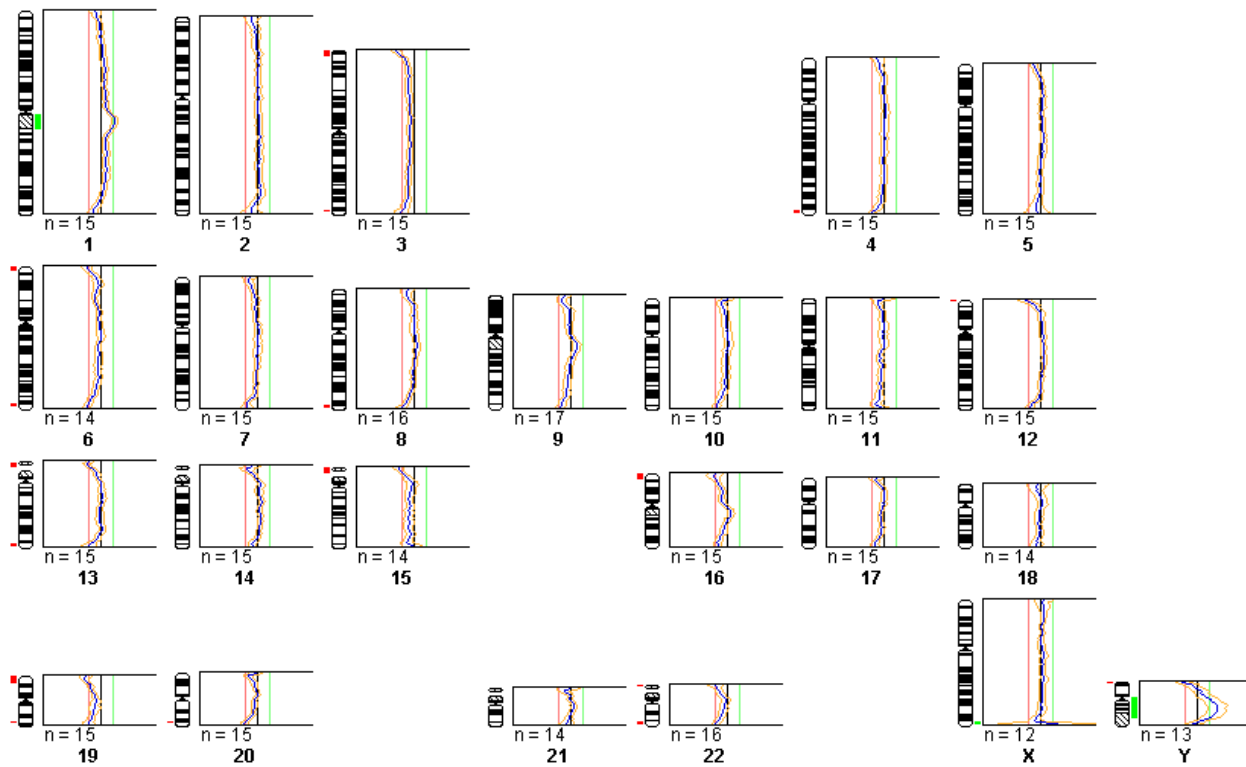 n = 15 n = 15 n = 15 n = 15 n = 15
1 2 3 4 5
n = 14 n = 15 n = 16 n = 17 n = 15 n = 15 n = 15
6 7 8 9 10 11 12
n = 15 n = 15 n = 14 n = 15 n = 15 n = 14
13 14 15 16 17 18
n = 15 n = 15 n = 14 n = 16 n = 12 n = 13
19 20 21 22 X Y